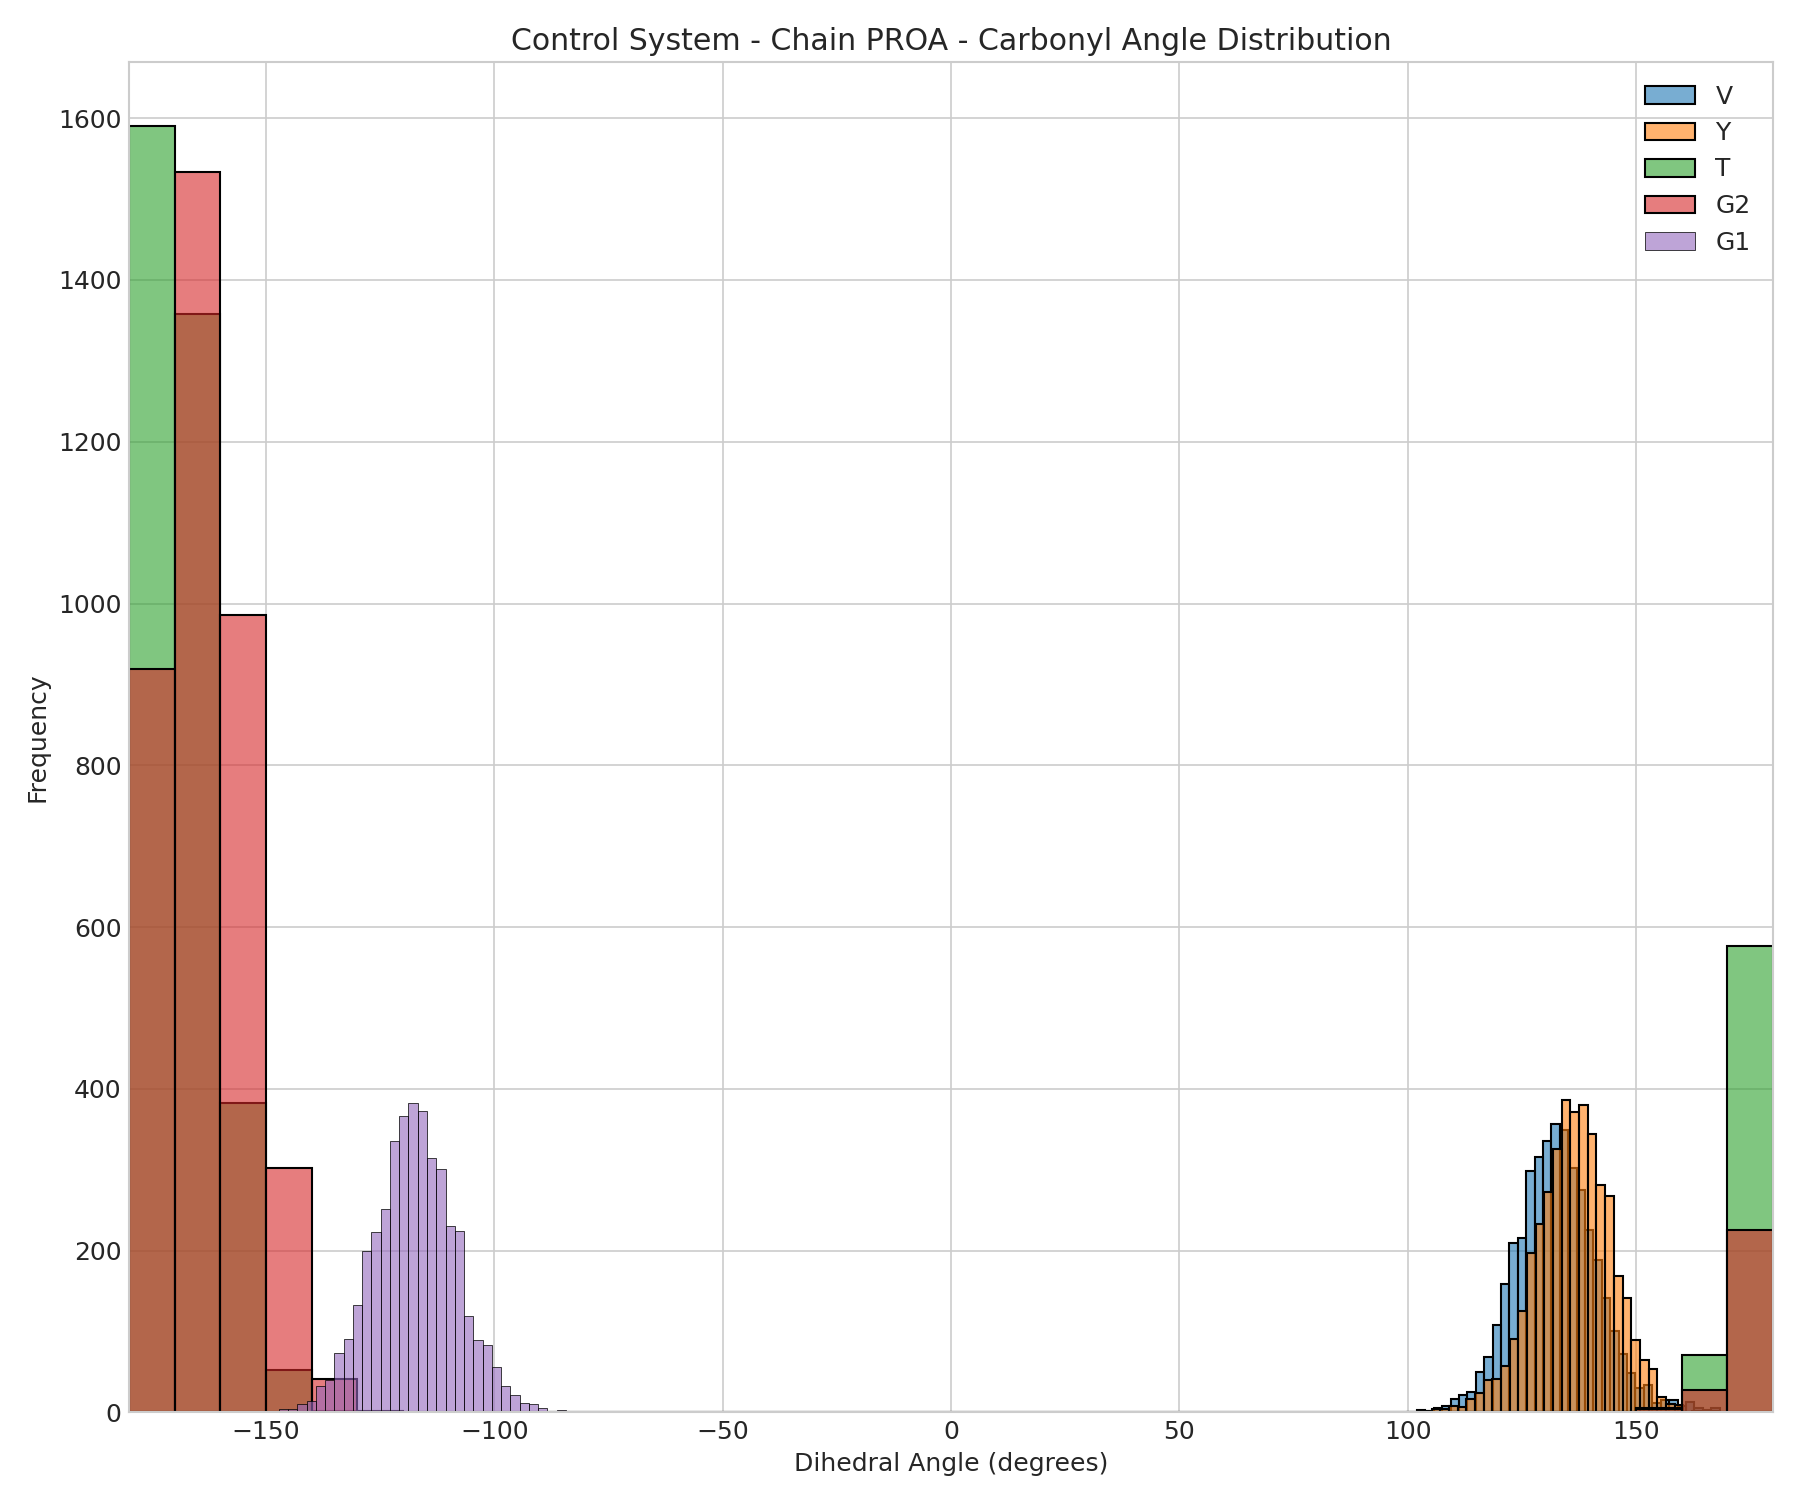 Control System - Chain PROA - Carbonyl Angle Distribution
V
Y
T
G2
G1
1600
1400
1200
1000
800
600
400
200
0
Frequency
−150
−100
−50
0
50
100
150
Dihedral Angle (degrees)